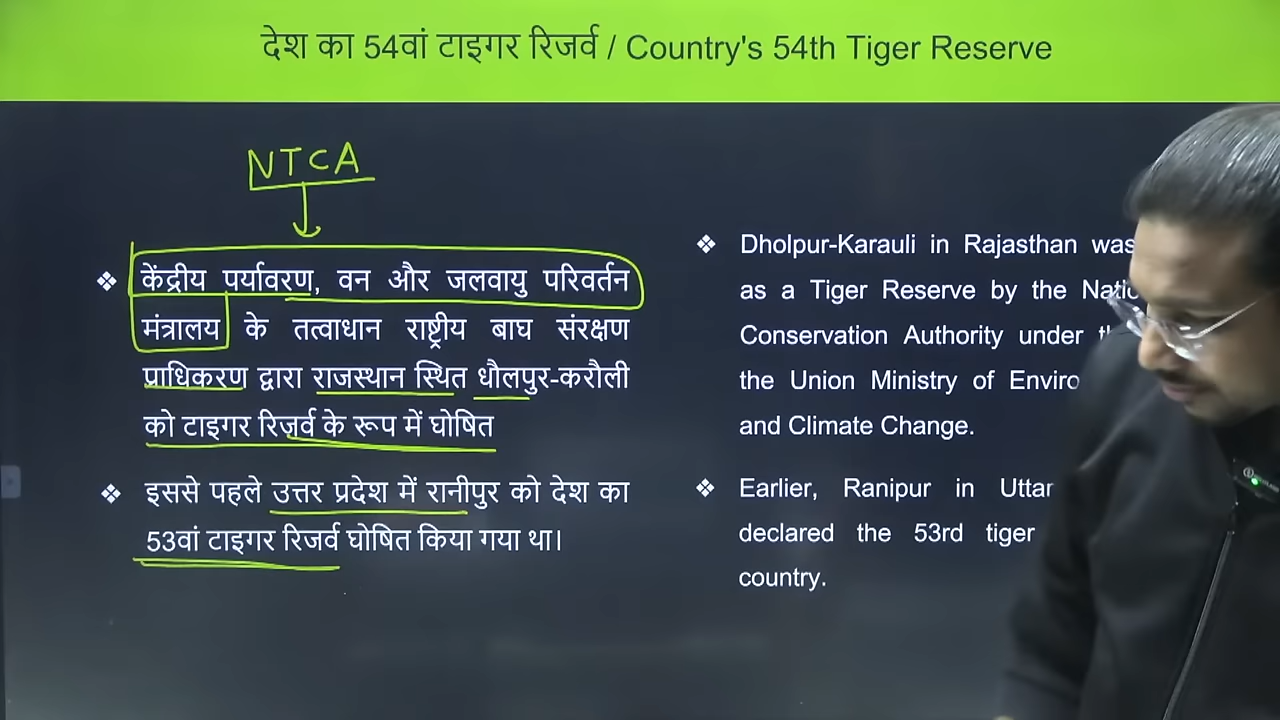 देश का 54वां टाइगर रिजर्व / Country's 54th Tiger Reserve
NTCA
❖ केंद्रीय पर्यावरण, वन और जलवायु परिवर्तन
मंत्रालय के तत्वाधान राष्ट्रीय बाघ संरक्षण
प्राधिकरण द्वारा राजस्थान स्थित धौलपुर-करौली
को टाइगर रिज़र्व के रूप में घोषित
❖ इससे पहले उत्तर प्रदेश में रानीपुर को देश का
53वां टाइगर रिजर्व घोषित किया गया था।
❖ Dholpur-Karauli in Rajasthan was
as a Tiger Reserve by the
Conservation Authority under
the Union Ministry of
and Climate Change.
❖ Earlier, Ranipur in
declared the 53rd tiger
country.